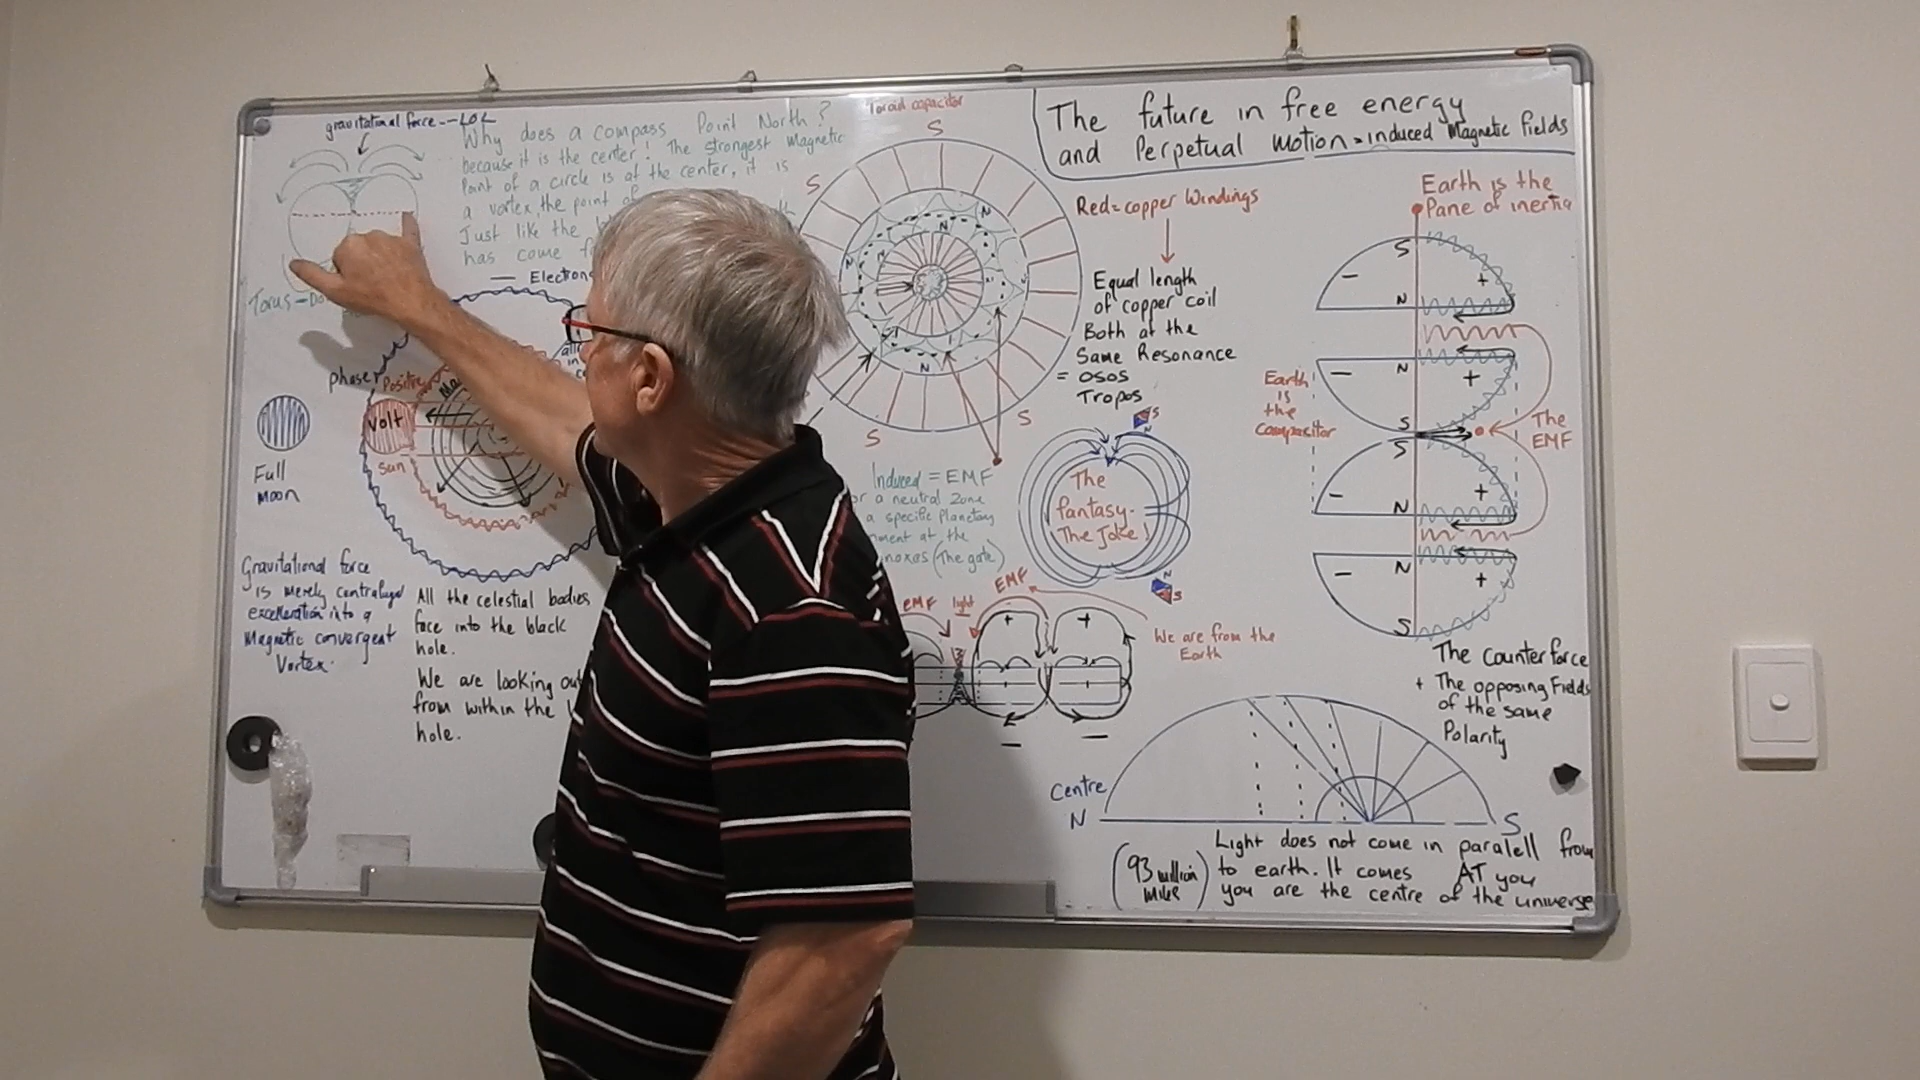 gravitational force -- LOL
Why does a compass Point North?
because it is the center! The strongest Magnetic
Point of a circle is at the center, it is
a vortex, the point of
Just like the
has come
— Electrons
Torus - Do
phase
Positive
Volt
Sun
Full
moon
Gravitational force
is merely
into a
Magnetic convergent
Vortex.
All the celestial bodies
face into the black
hole.
We are looking out
from within the
hole.
Toroid capacitor
S
S
S
S
N
N
N
N
Induced = EMF
or a neutral Zone
a specific Planetary
at the
(The gate)
eMF
light
EMF
+
+
—
—
We are from the
Earth
The future in free energy
and Perpetual motion = induced Magnetic fields
Red = copper Windings
Equal length
of copper coil
Both at the
Same Resonance
= OSOS
Tropos
S
N
The
fantasy.
The Joke!
N
S
Earth is the
Pane of inertia
S
-
+
N
-
N
+
S
Earth
is
the
compasitor
The
EMF
S
-
+
N
-
N
+
S
The Counter force
+ The opposing Fields
of the same
Polarity
Centre
N
S
(93 million
miles)
Light does not come in paralell from
to earth. It comes AT you
you are the centre of the universe